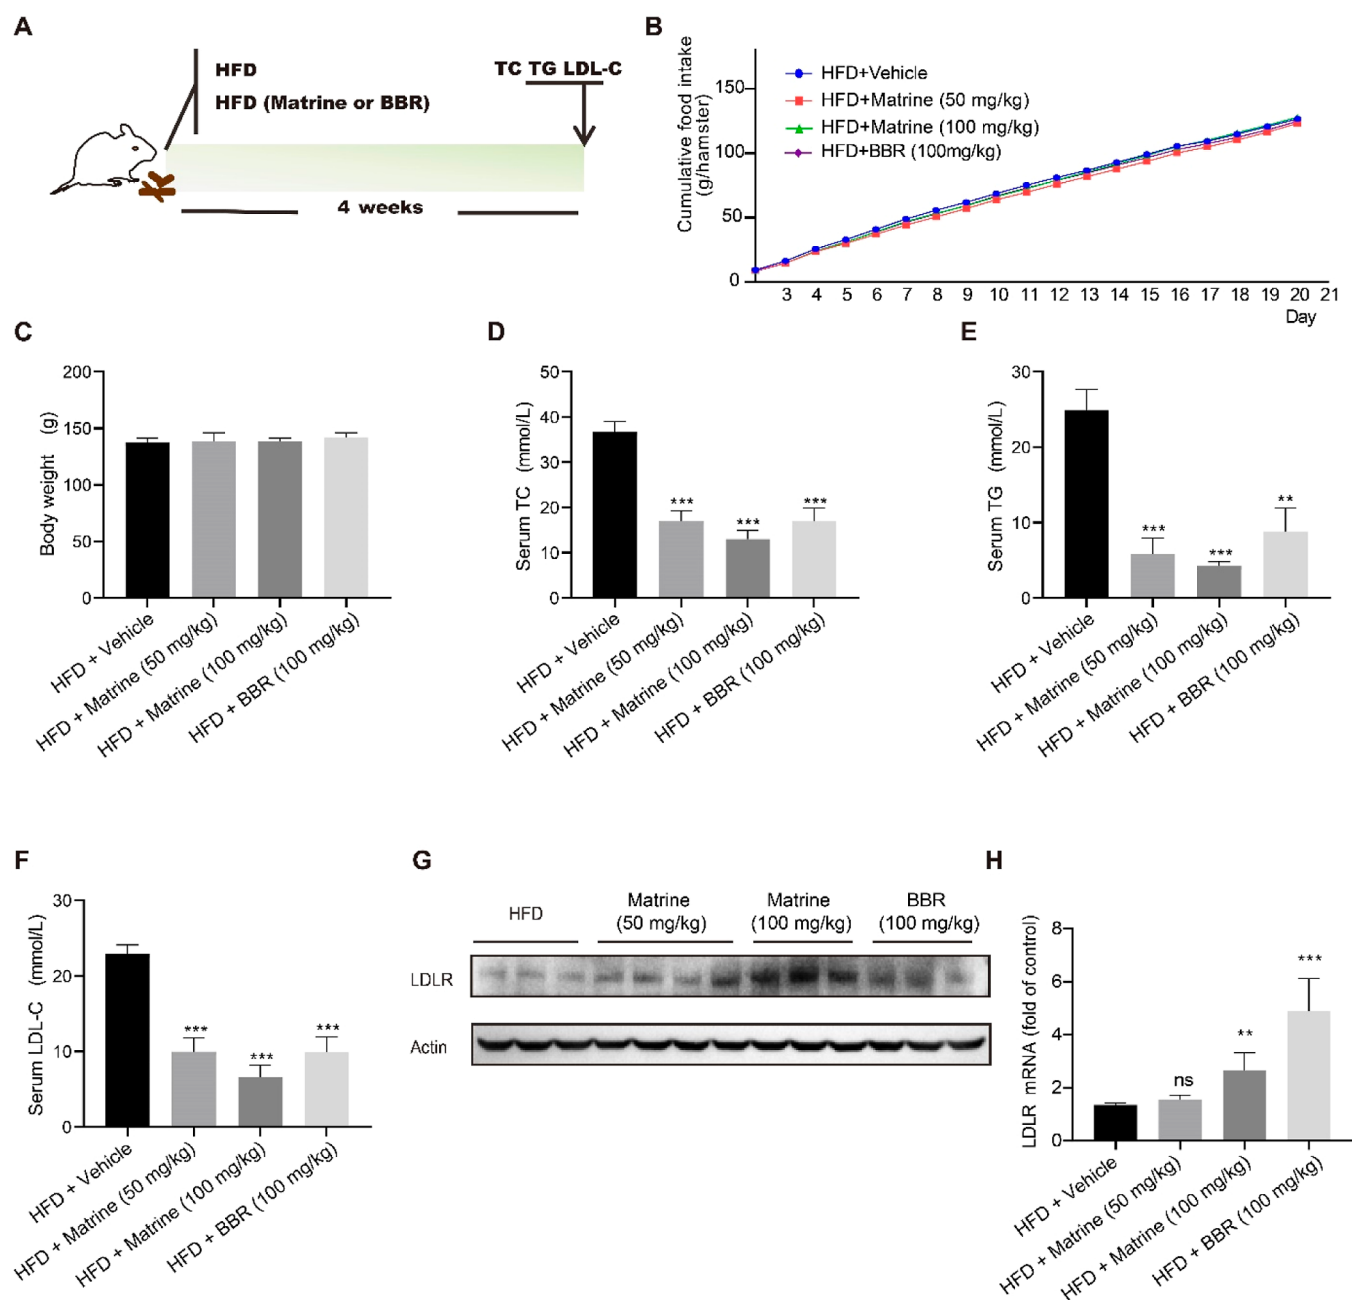 A
HFD
HFD (Matrine or BBR)
TC TG LDL-C
4 weeks
B
Cumulative food intake
(g/hamster)
150
100
50
0
HFD+Vehicle
HFD+Matrine (50 mg/kg)
HFD+Matrine (100 mg/kg)
HFD+BBR (100mg/kg)
3 4 5 6 7 8 9 10 11 12 13 14 15 16 17 18 19 20 21
Day
C
Body weight (g)
200
150
100
50
0
HFD + Vehicle
HFD + Matrine (50 mg/kg)
HFD + Matrine (100 mg/kg)
HFD + BBR (100 mg/kg)
D
Serum TC (mmol/L)
50
40
30
20
10
0
***
***
***
HFD + Vehicle
HFD + Matrine (50 mg/kg)
HFD + Matrine (100 mg/kg)
HFD + BBR (100 mg/kg)
E
Serum TG (mmol/L)
30
20
10
0
***
***
**
HFD + Vehicle
HFD + Matrine (50 mg/kg)
HFD + Matrine (100 mg/kg)
HFD + BBR (100 mg/kg)
F
Serum LDL-C (mmol/L)
30
20
10
0
***
***
***
HFD + Vehicle
HFD + Matrine (50 mg/kg)
HFD + Matrine (100 mg/kg)
HFD + BBR (100 mg/kg)
G
HFD
Matrine
(50 mg/kg)
Matrine
(100 mg/kg)
BBR
(100 mg/kg)
LDLR
Actin
H
LDLR mRNA (fold of control)
8
6
4
2
0
ns
**
***
HFD + Vehicle
HFD + Matrine (50 mg/kg)
HFD + Matrine (100 mg/kg)
HFD + BBR (100 mg/kg)